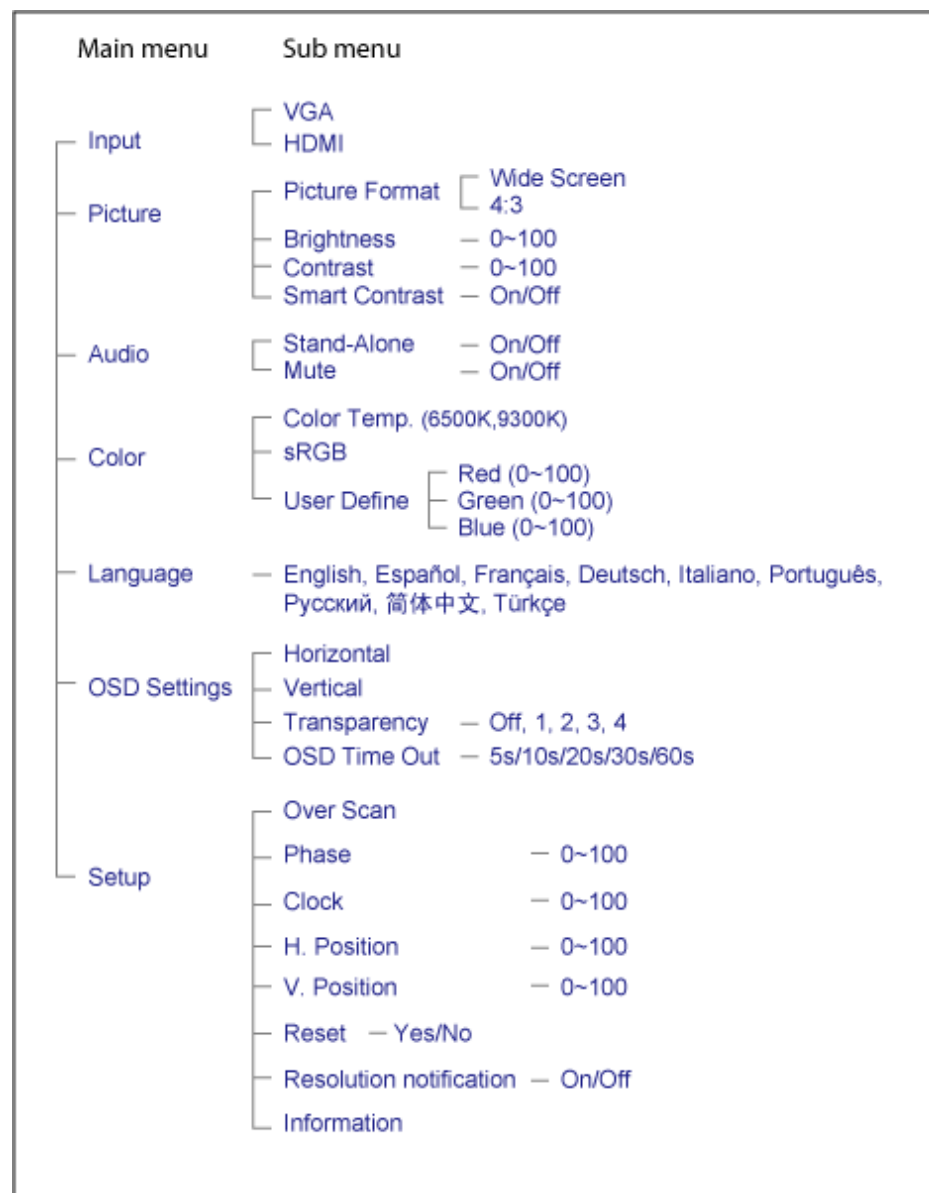 Main menu Sub menu
VGA
Input
HDMI
Wide Screen
Picture Format
4:3
Picture
Brightness — 0~100
Contrast — 0~100
Smart Contrast — On/Off
Stand-Alone — On/Off
Audio
Mute — On/Off
Color Temp. (6500K,9300K)
sRGB
Color
Red (0~100)
User Define Green (0~100)
Blue (0~100)
Language — English, Español, Français, Deutsch, Italiano, Português,
Русский, 简体中文, Türkçe
Horizontal
OSD Settings Vertical
Transparency — Off, 1, 2, 3, 4
OSD Time Out — 5s/10s/20s/30s/60s
Over Scan
Phase — 0~100
Setup
Clock — 0~100
H. Position — 0~100
V. Position — 0~100
Reset — Yes/No
Resolution notification — On/Off
Information